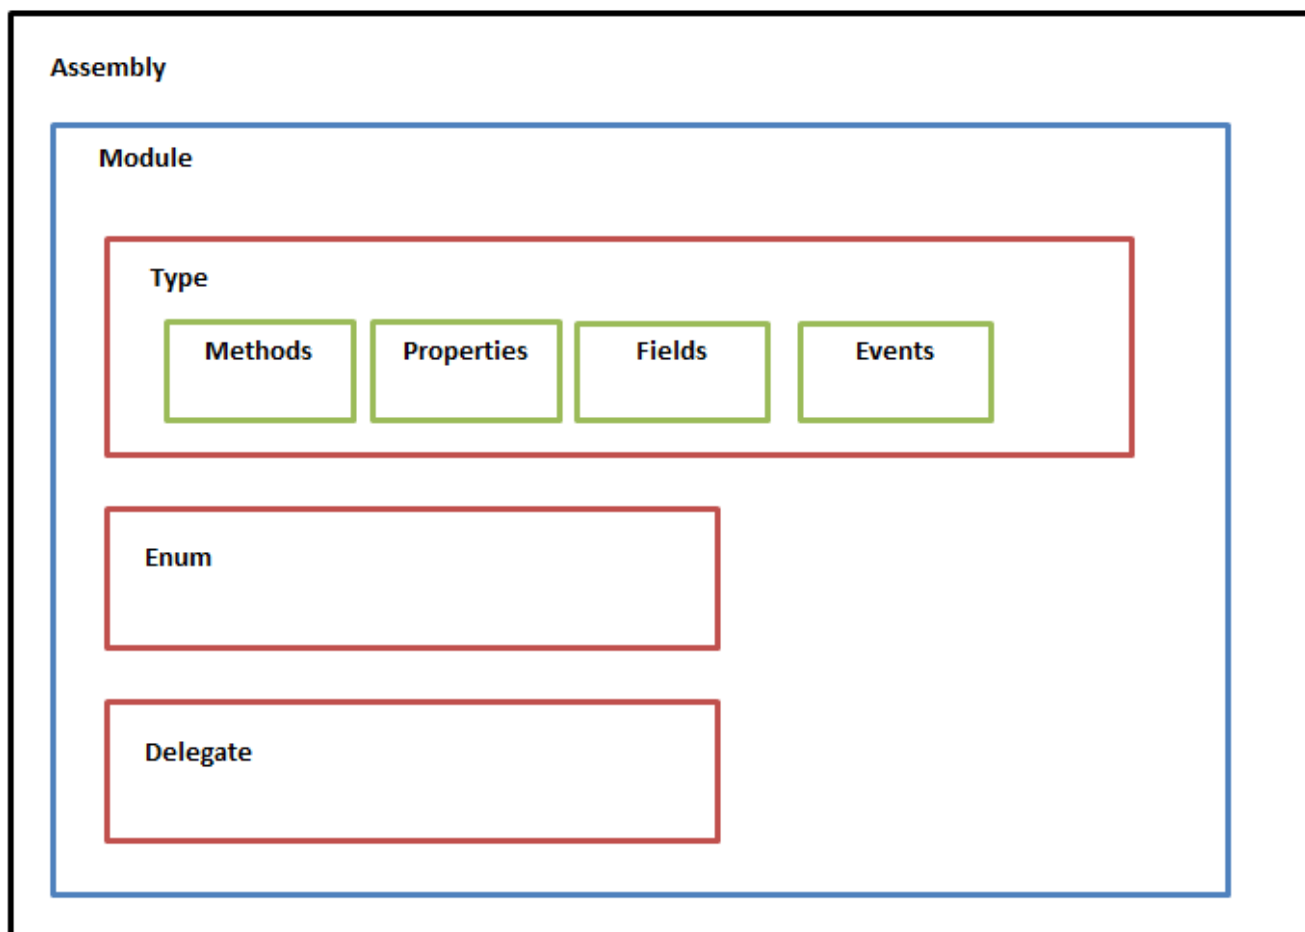 Assembly
Module
Type
Methods
Properties
Fields
Events
Enum
Delegate